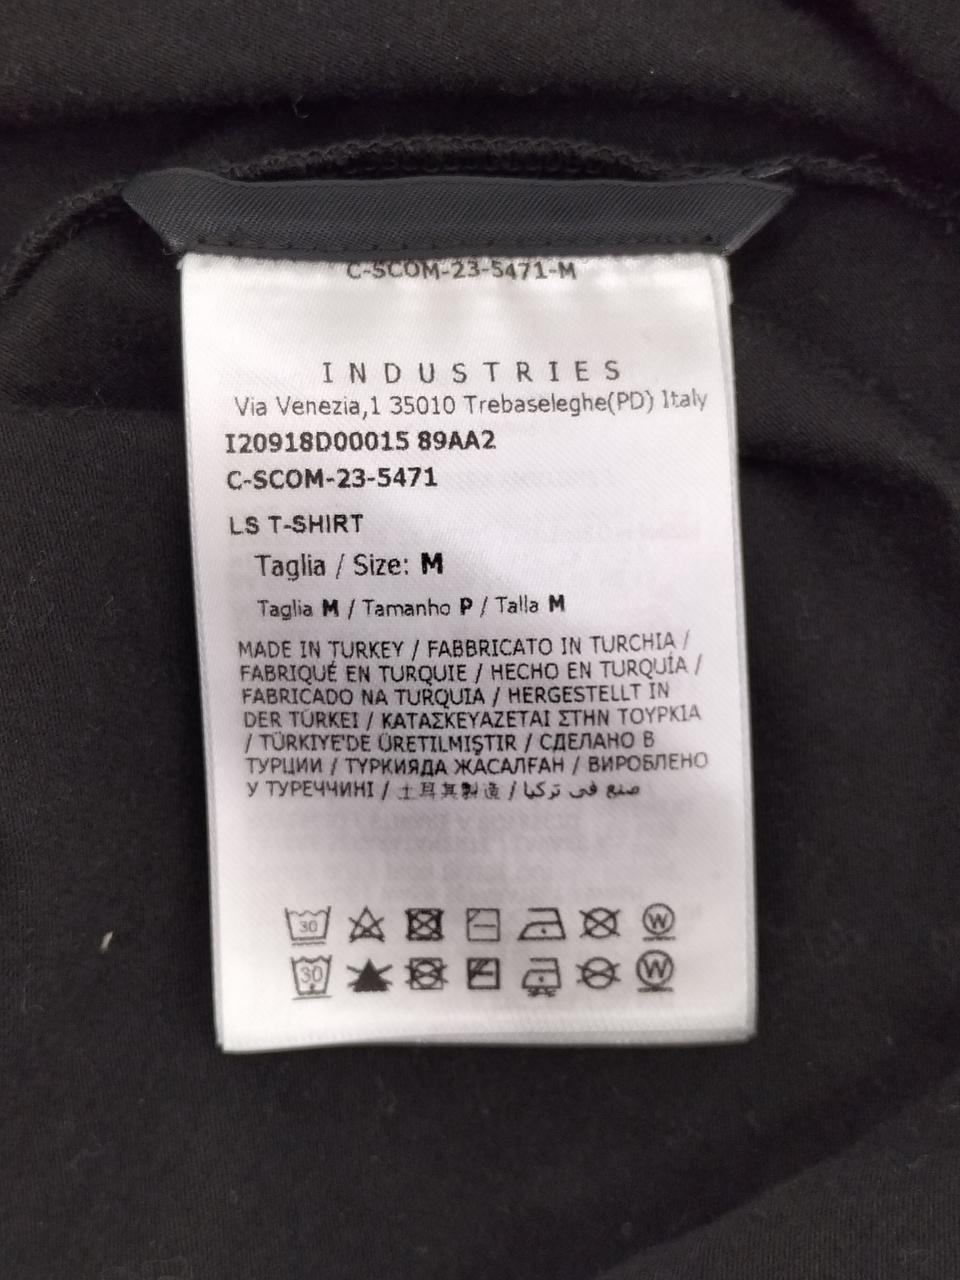 C-SCOM-23-5471-M
INDUSTRIES
Via Venezia,1 35010 Trebaseleghe(PD) Italy
I20918D00015 89AA2
C-SCOM-23-5471
LS T-SHIRT
Taglia / Size: M
Taglia M / Tamanho P / Talla M
MADE IN TURKEY / FABBRICATO IN TURCHIA /
FABRIQUÉ EN TURQUIE / HECHO EN TURQUÍA /
FABRICADO NA TURQUIA / HERGESTELLT IN
DER TÜRKEI / ΚΑΤΑΣΚΕΥΑΖΕΤΑΙ ΣΤΗΝ ΤΟΥΡΚΙΑ
/ TÜRKIYE'DE ÜRETILMIŞTIR / СДЕЛАНО В
ТУРЦИИ / ТҮРКИЯДА ЖАСАЛҒАН / ВИРОБЛЕНО
У ТУРЕЧЧИНІ / 土耳其製造 / صنع في تركيا
30 W
30 W